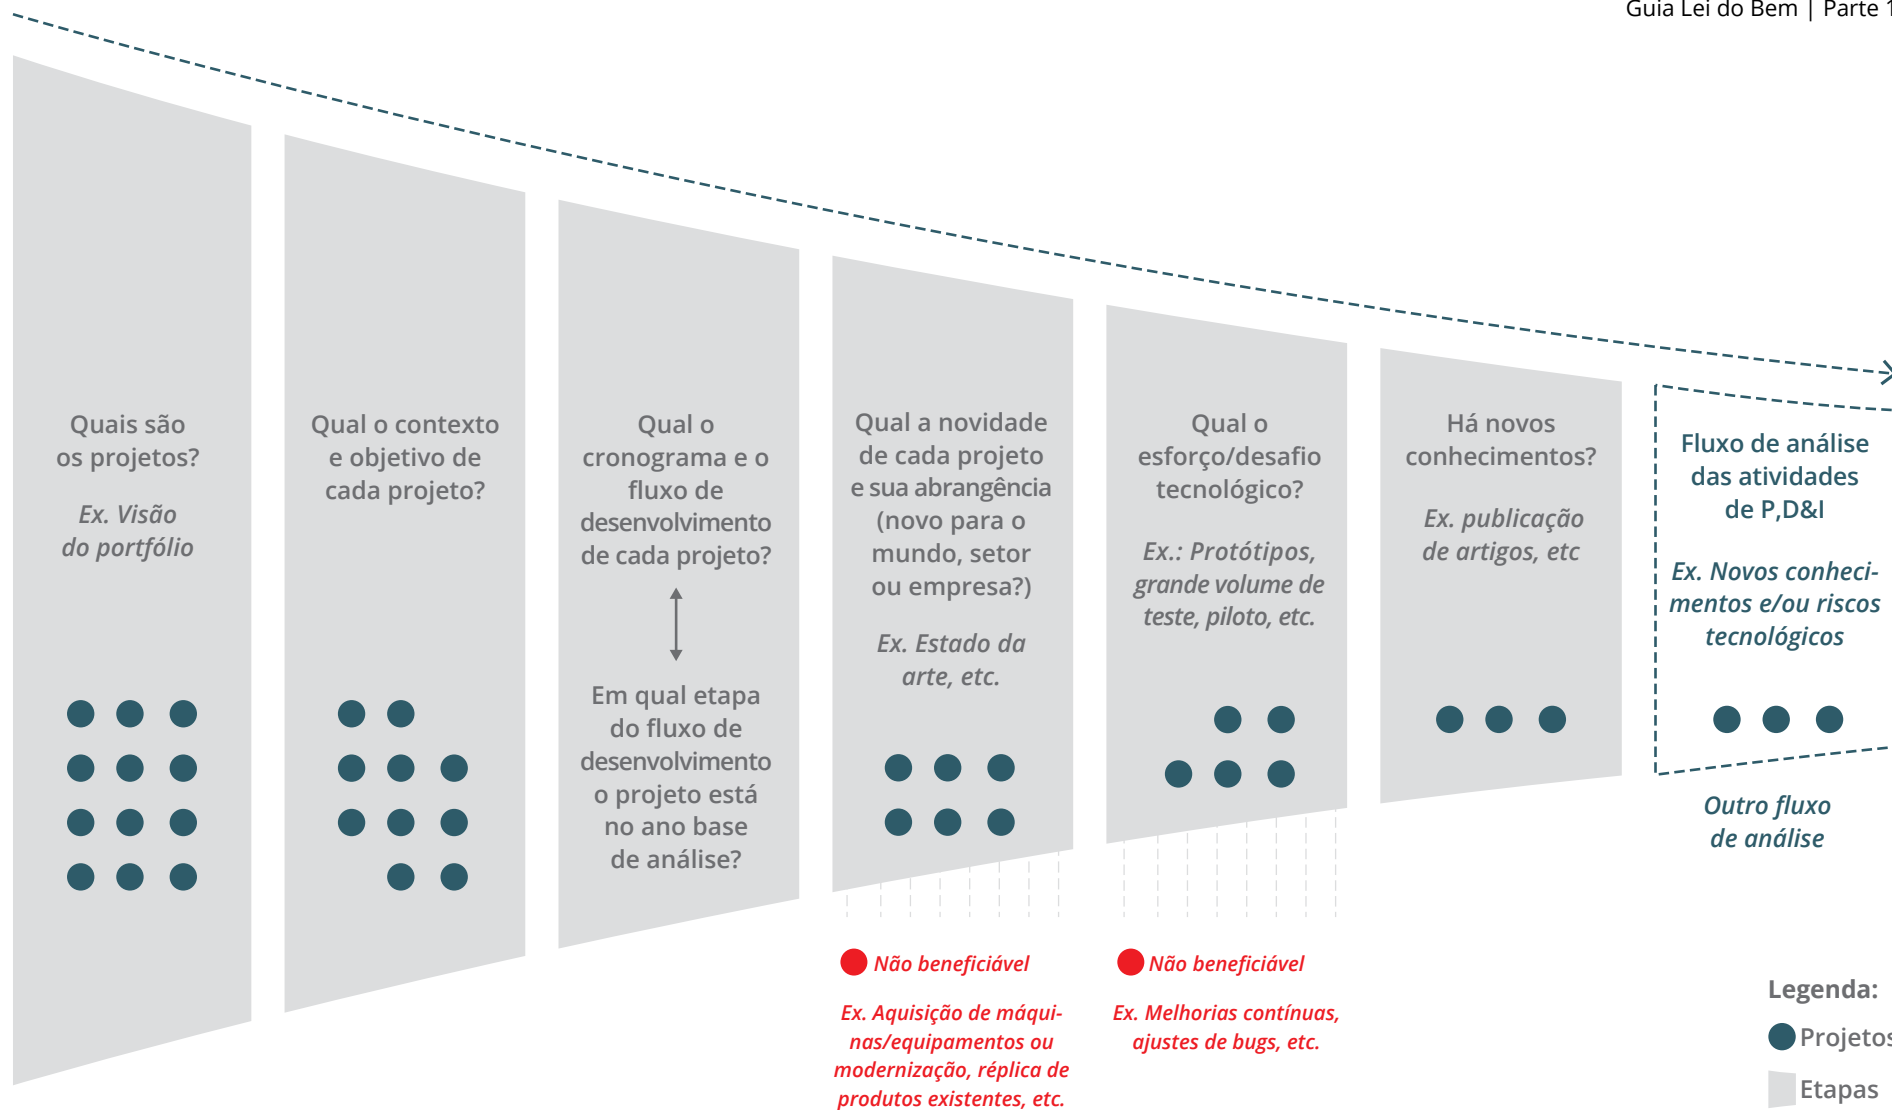 Guia Lei do Bem | Parte 1
Quais são
os projetos?
Ex. Visão
do portfólio
Qual o contexto
e objetivo de
cada projeto?
Qual o
cronograma e o
fluxo de
desenvolvimento
de cada projeto?
Em qual etapa
do fluxo de
desenvolvimento
o projeto está
no ano base
de análise?
Qual a novidade
de cada projeto
e sua abrangência
(novo para o
mundo, setor
ou empresa?)
Ex. Estado da
arte, etc.
Qual o
esforço/desafio
tecnológico?
Ex.: Protótipos,
grande volume de
teste, piloto, etc.
Há novos
conhecimentos?
Ex. publicação
de artigos, etc
Fluxo de análise
das atividades
de P,D&I
Ex. Novos conheci-
mentos e/ou riscos
tecnológicos
Outro fluxo
de análise
Não beneficiável
Ex. Aquisição de máqui-
nas/equipamentos ou
modernização, réplica de
produtos existentes, etc.
Não beneficiável
Ex. Melhorias contínuas,
ajustes de bugs, etc.
Legenda:
Projetos
Etapas